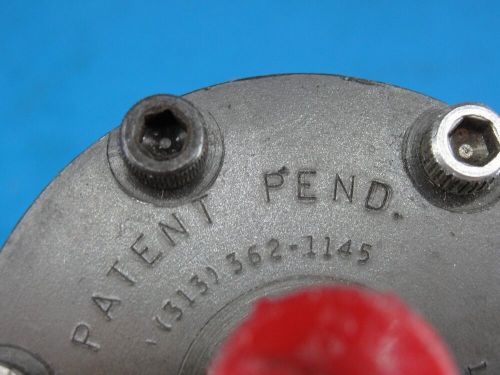 PATENT PEND.
(313) 362-1145